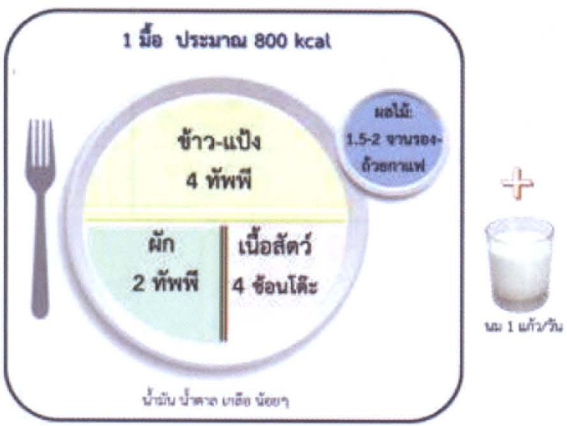 1 มื้อ ประมาณ 800 kcal
ผลไม้:
1.5-2 จานรอง-
ถ้วยกาแฟ
ข้าว-แป้ง
4 ทัพพี
ผัก
2 ทัพพี
เนื้อสัตว์
4 ช้อนโต๊ะ
นม 1 แก้ว/วัน
น้ำมัน น้ำตาล เกลือ น้อยๆ